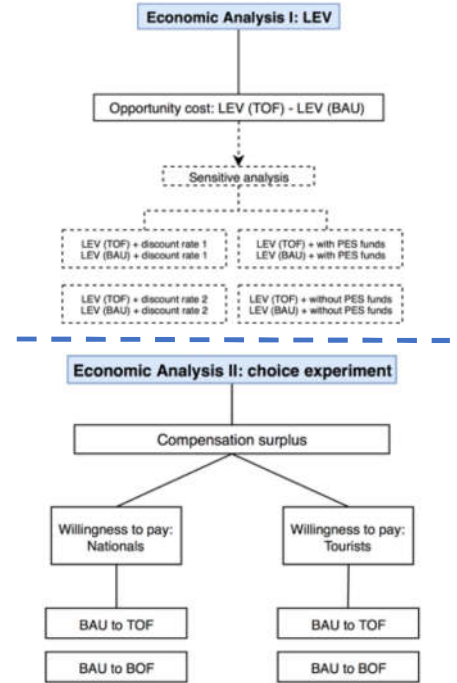 Economic Analysis I: LEV
Opportunity cost: LEV (TOF) - LEV (BAU)
Sensitive analysis
LEV (TOF) + discount rate 1
LEV (BAU) + discount rate 1
LEV (TOF) + with PES funds
LEV (BAU) + with PES funds
LEV (TOF) + discount rate 2
LEV (BAU) + discount rate 2
LEV (TOF) + without PES funds
LEV (BAU) + without PES funds
Economic Analysis II: choice experiment
Compensation surplus
Willingness to pay:
Nationals
Willingness to pay:
Tourists
BAU to TOF
BAU to TOF
BAU to BOF
BAU to BOF